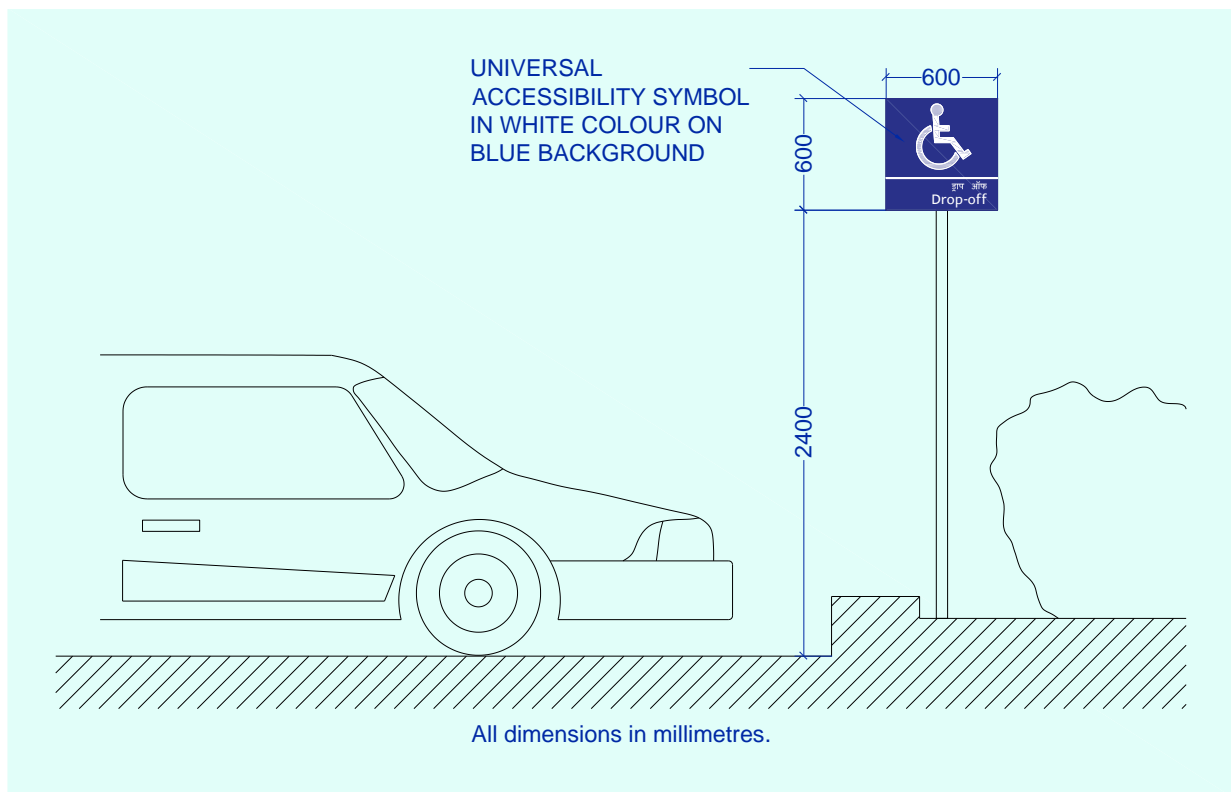 UNIVERSAL
ACCESSIBILITY SYMBOL
IN WHITE COLOUR ON
BLUE BACKGROUND
600
600
ड्राप ऑफ
Drop-off
2400
All dimensions in millimetres.